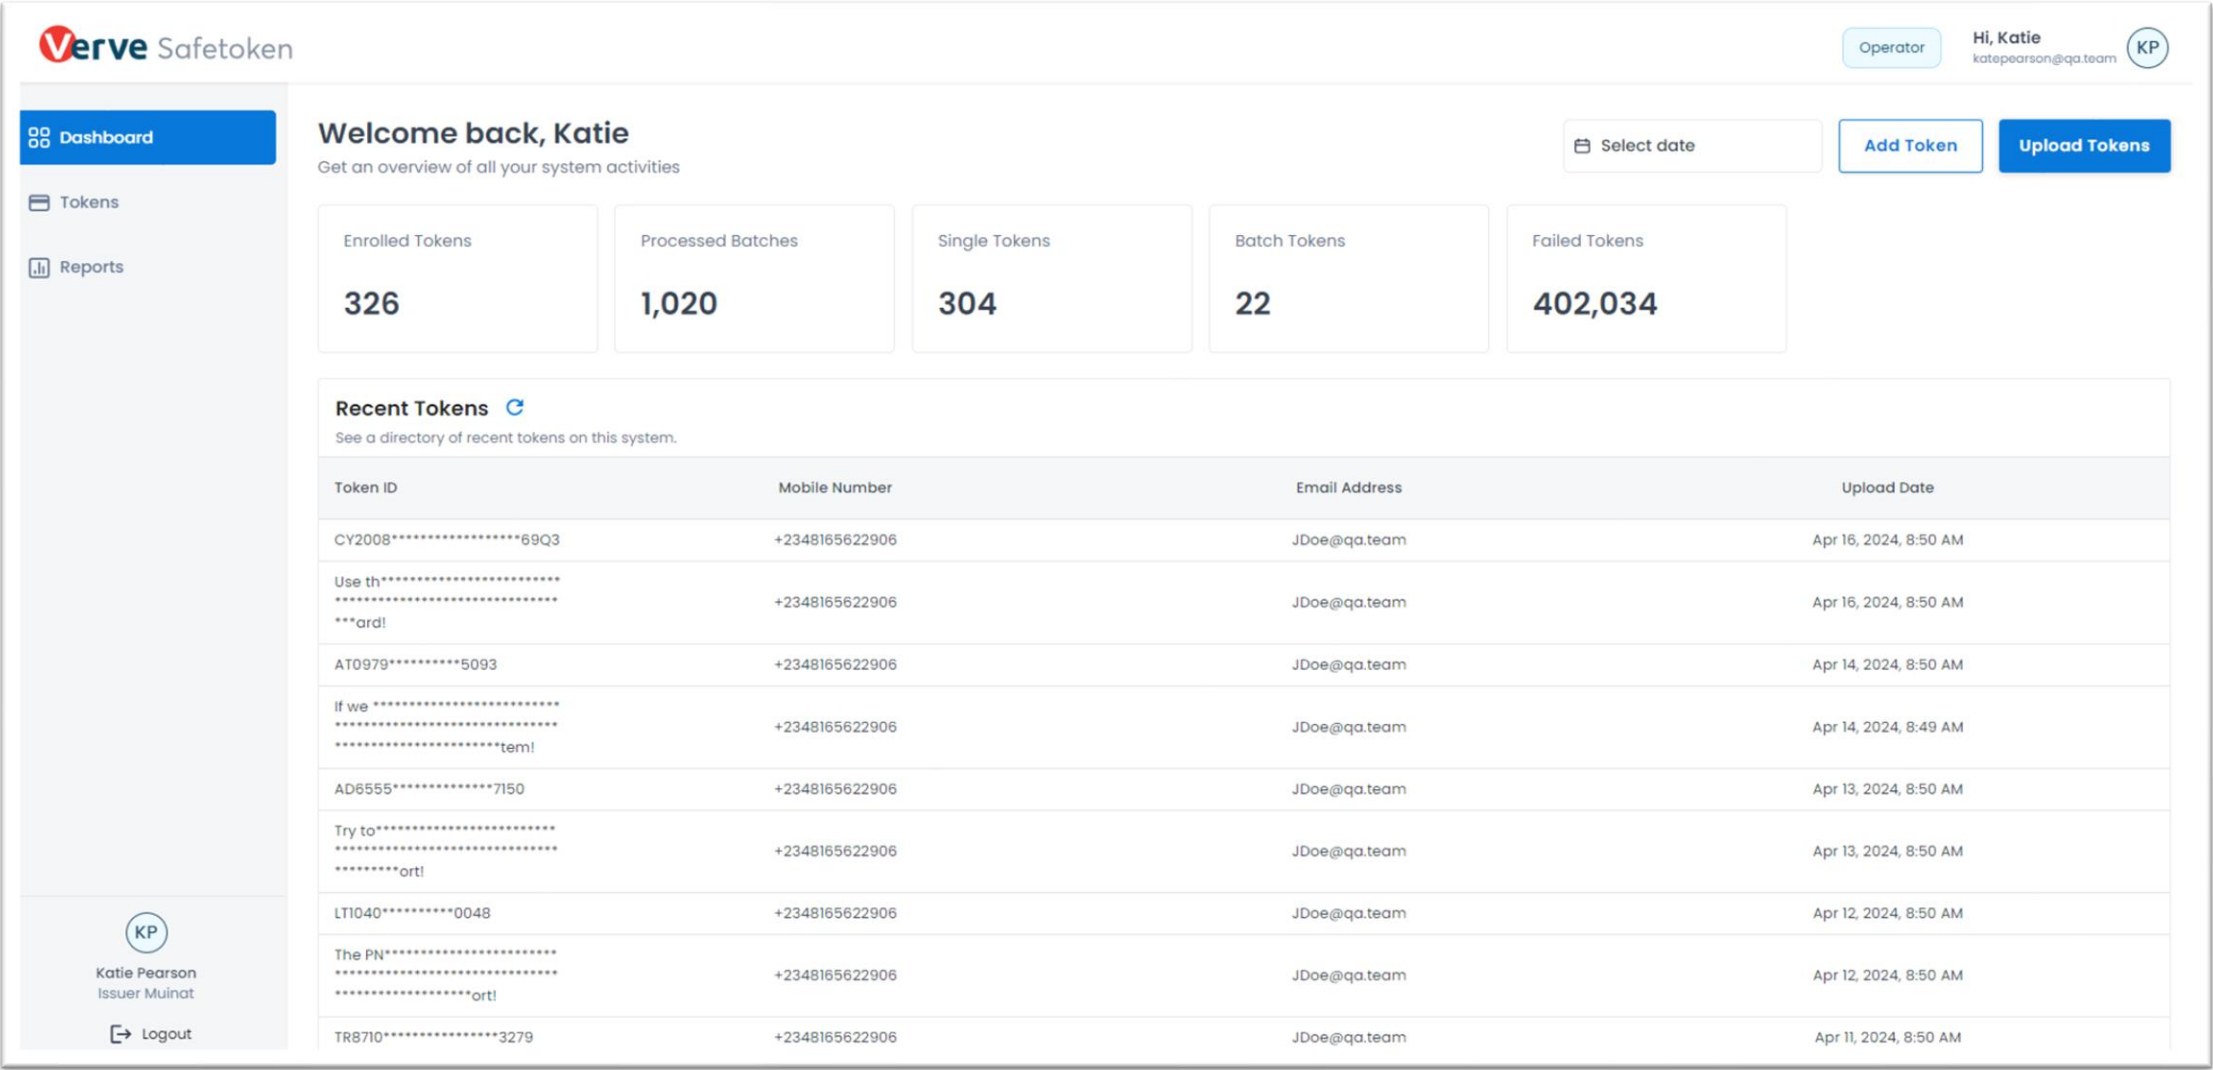 Verve Safetoken
Operator
Hi, Katie
katepearson@qa.team
KP
Dashboard
Tokens
Reports
Welcome back, Katie
Get an overview of all your system activities
Select date
Add Token
Upload Tokens
Enrolled Tokens
326
Processed Batches
1,020
Single Tokens
304
Batch Tokens
22
Failed Tokens
402,034
Recent Tokens
See a directory of recent tokens on this system.
Token ID Mobile Number Email Address Upload Date
CY2008******************69Q3 +2348165622906 JDoe@qa.team Apr 16, 2024, 8:50 AM
Use th*************************
*******************************
***ard! +2348165622906 JDoe@qa.team Apr 16, 2024, 8:50 AM
AT0979**********5093 +2348165622906 JDoe@qa.team Apr 14, 2024, 8:50 AM
If we **************************
*******************************
***********************tem! +2348165622906 JDoe@qa.team Apr 14, 2024, 8:49 AM
AD6555**************7150 +2348165622906 JDoe@qa.team Apr 13, 2024, 8:50 AM
Try to*************************
*******************************
*********ort! +2348165622906 JDoe@qa.team Apr 13, 2024, 8:50 AM
LT1040**********0048 +2348165622906 JDoe@qa.team Apr 12, 2024, 8:50 AM
The PN************************
*******************************
*******************ort! +2348165622906 JDoe@qa.team Apr 12, 2024, 8:50 AM
TR8710****************3279 +2348165622906 JDoe@qa.team Apr 11, 2024, 8:50 AM
KP
Katie Pearson
Issuer Muinat
Logout